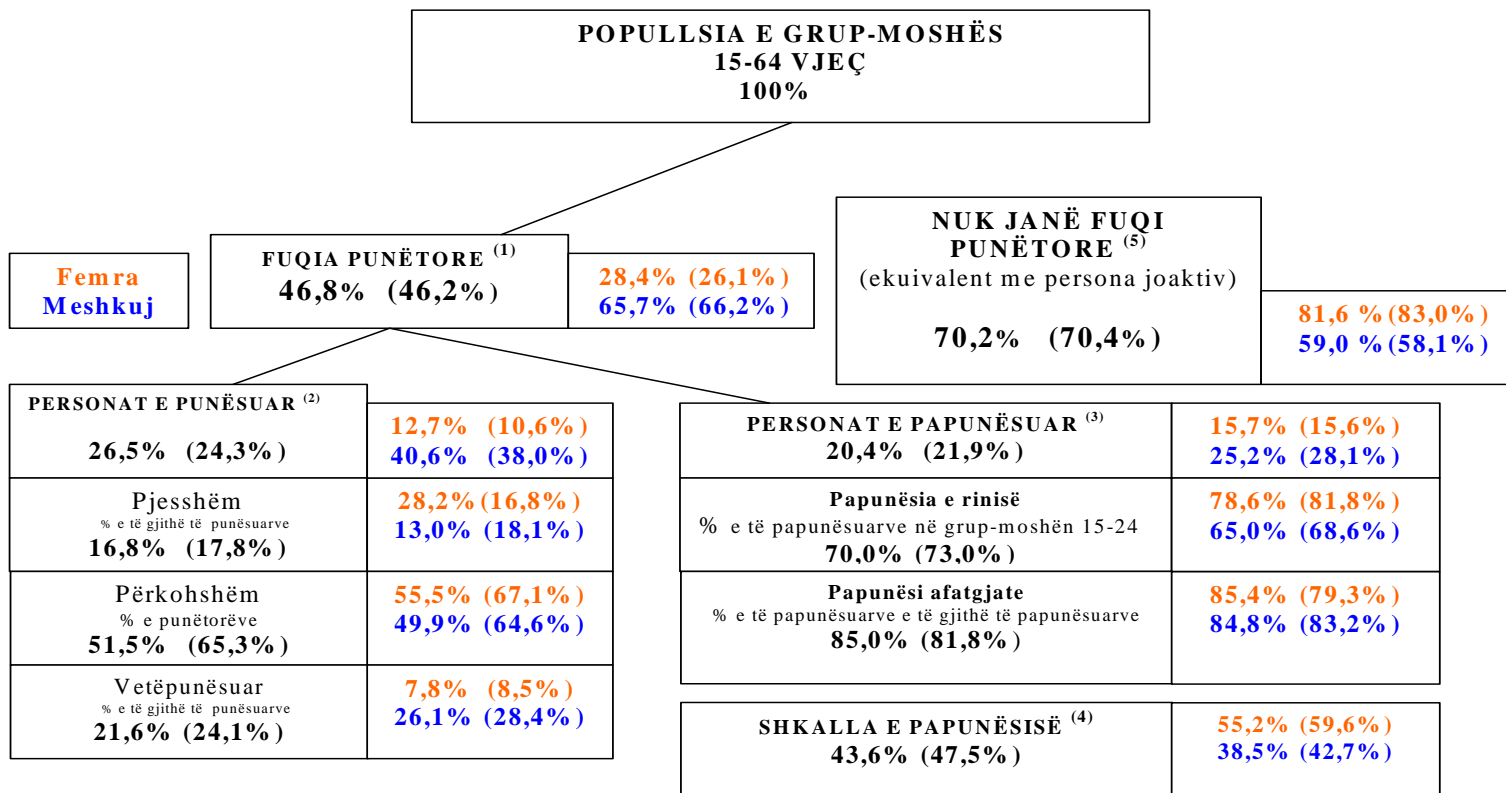 POPULLSIA E GRUP-MOSHËS
15-64 VJEÇ
100%
Femra
Meshkuj
FUQIA PUNËTORE (1)
46,8% (46,2%)
28,4% (26,1%)
65,7% (66,2%)
NUK JANË FUQI
PUNËTORE (5)
(ekuivalent me persona joaktiv)
70,2% (70,4%)
81,6 % (83,0%)
59,0 % (58,1%)
PERSONAT E PUNËSUAR (2)
26,5% (24,3%)
12,7% (10,6%)
40,6% (38,0%)
Pjesshëm
% e të gjithë të punësuarve
16,8% (17,8%)
28,2% (16,8%)
13,0% (18,1%)
Përkohshëm
% e punëtorëve
51,5% (65,3%)
55,5% (67,1%)
49,9% (64,6%)
Vetëpunësuar
% e të gjithë të punësuarve
21,6% (24,1%)
7,8% (8,5%)
26,1% (28,4%)
PERSONAT E PAPUNËSUAR (3)
20,4% (21,9%)
15,7% (15,6%)
25,2% (28,1%)
Papunësia e rinisë
% e të papunësuarve në grup-moshën 15-24
70,0% (73,0%)
78,6% (81,8%)
65,0% (68,6%)
Papunësi afatgjate
% e të papunësuarve e të gjithë të papunësuarve
85,0% (81,8%)
85,4% (79,3%)
84,8% (83,2%)
SHKALLA E PAPUNËSISË (4)
43,6% (47,5%)
55,2% (59,6%)
38,5% (42,7%)